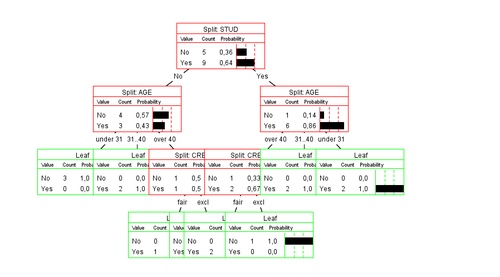 Split: STUD
Value Count Probability
No 5 0,36
Yes 9 0,64
No Yes
Split: AGE Split: AGE
Value Count Probability Value Count Probability
No 4 0,57 No 1 0,14
Yes 3 0,43 Yes 6 0,86
under 31 31..40 over 40 over 40 31..40 under 31
Leaf Leaf Split: CRE Split: CRE Leaf Leaf
Value Count Value Count Value Count Prob Value Count Value Count Value Count Probability
No 3 1,0 No 0 0,0 No 1 0,5 No 1 0,33 No 0 0,0 No 0 0,0
Yes 0 0,0 Yes 2 1,0 Yes 1 0,5 Yes 2 0,67 Yes 2 1,0 Yes 2 1,0
fair excl fair excl
Leaf
Value Count Value Count Value Count Probability
No 0 No 0 No 1 1,0
Yes 1 Yes 2 Yes 0 0,0